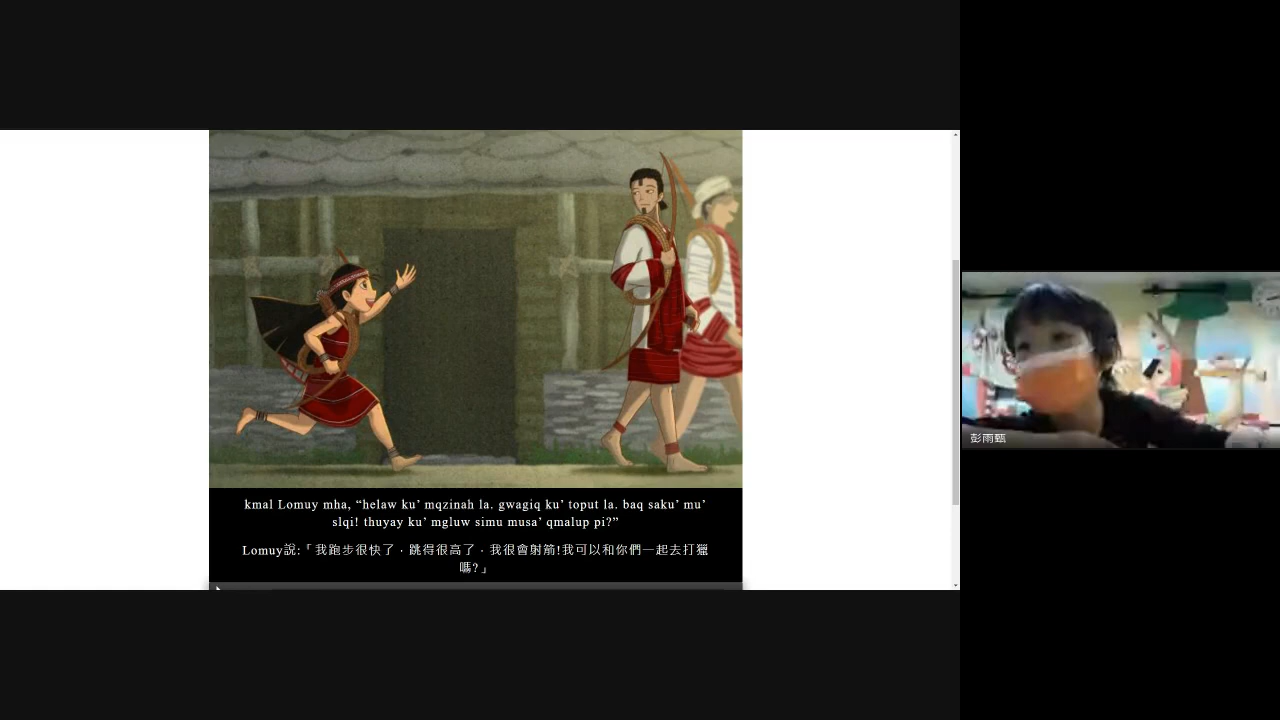 kmal Lomuy mha, “helaw ku’ mqzinah la. gwagiq ku’ toput la. baq saku’ mu’
slqi! thuyay ku’ mgluw simu musa’ qmalup pi?”
Lomuy說:「我跑步很快了．跳得很高了．我很會射箭!我可以和你們一起去打獵
嗎?」
彭雨甄